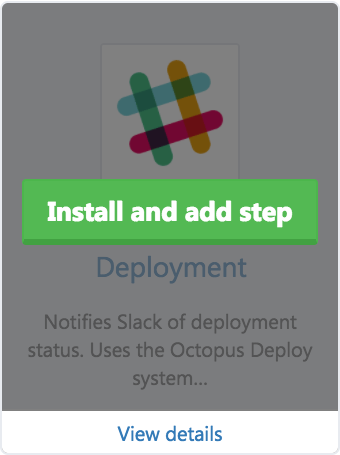 Install and add step
Deployment
Notifies Slack of deployment
status. Uses the Octopus Deploy
system...
View details